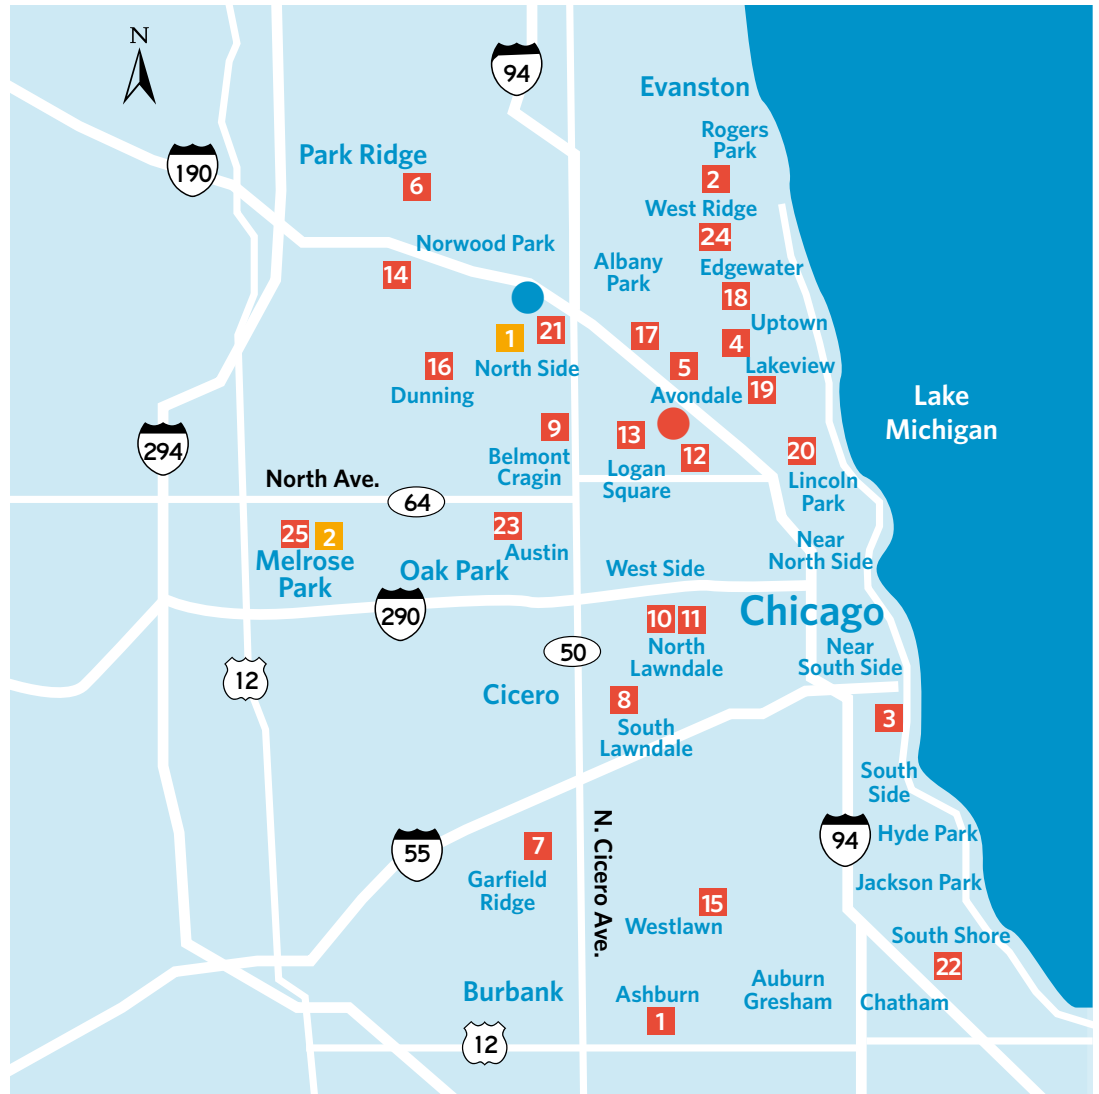 N
94
Evanston
Rogers
Park
Park Ridge
190
6
2
West Ridge
24
Norwood Park
Albany
Park
Edgewater
14
18
Uptown
1
21
17
4
16
North Side
5
Lakeview
Dunning
Avondale
19
Lake
Michigan
9
13
294
Belmont
Cragin
12
20
Logan
Square
Lincoln
Park
North Ave.
64
25
2
23
Near
North Side
Austin
Melrose
Park
Oak Park
West Side
290
Chicago
10
11
50
North
Lawndale
Near
South Side
12
Cicero
8
3
South
Lawndale
South
Side
N. Cicero Ave.
55
7
94
Hyde Park
Garfield
Ridge
Jackson Park
15
Westlawn
South Shore
22
Burbank
Ashburn
Auburn
Gresham
Chatham
1
12